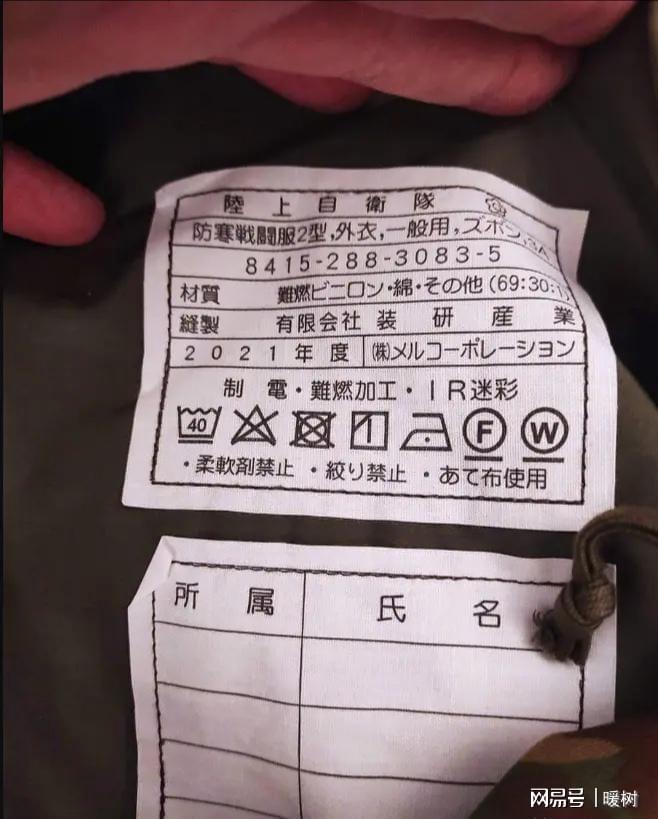 陸上自衛隊
防寒戦闘服2型,外衣,一般用,ズボン,3A
8415-288-3083-5
材質 難燃ビニロン・綿・その他(69:30:1)
縫製 有限会社 装研産業
2021年度 ㈱メルコーポレーション
制電・難燃加工・IR迷彩
40 F W
・柔軟剤禁止 ・絞り禁止 ・あて布使用
所属 氏名
网易号 | 暖树